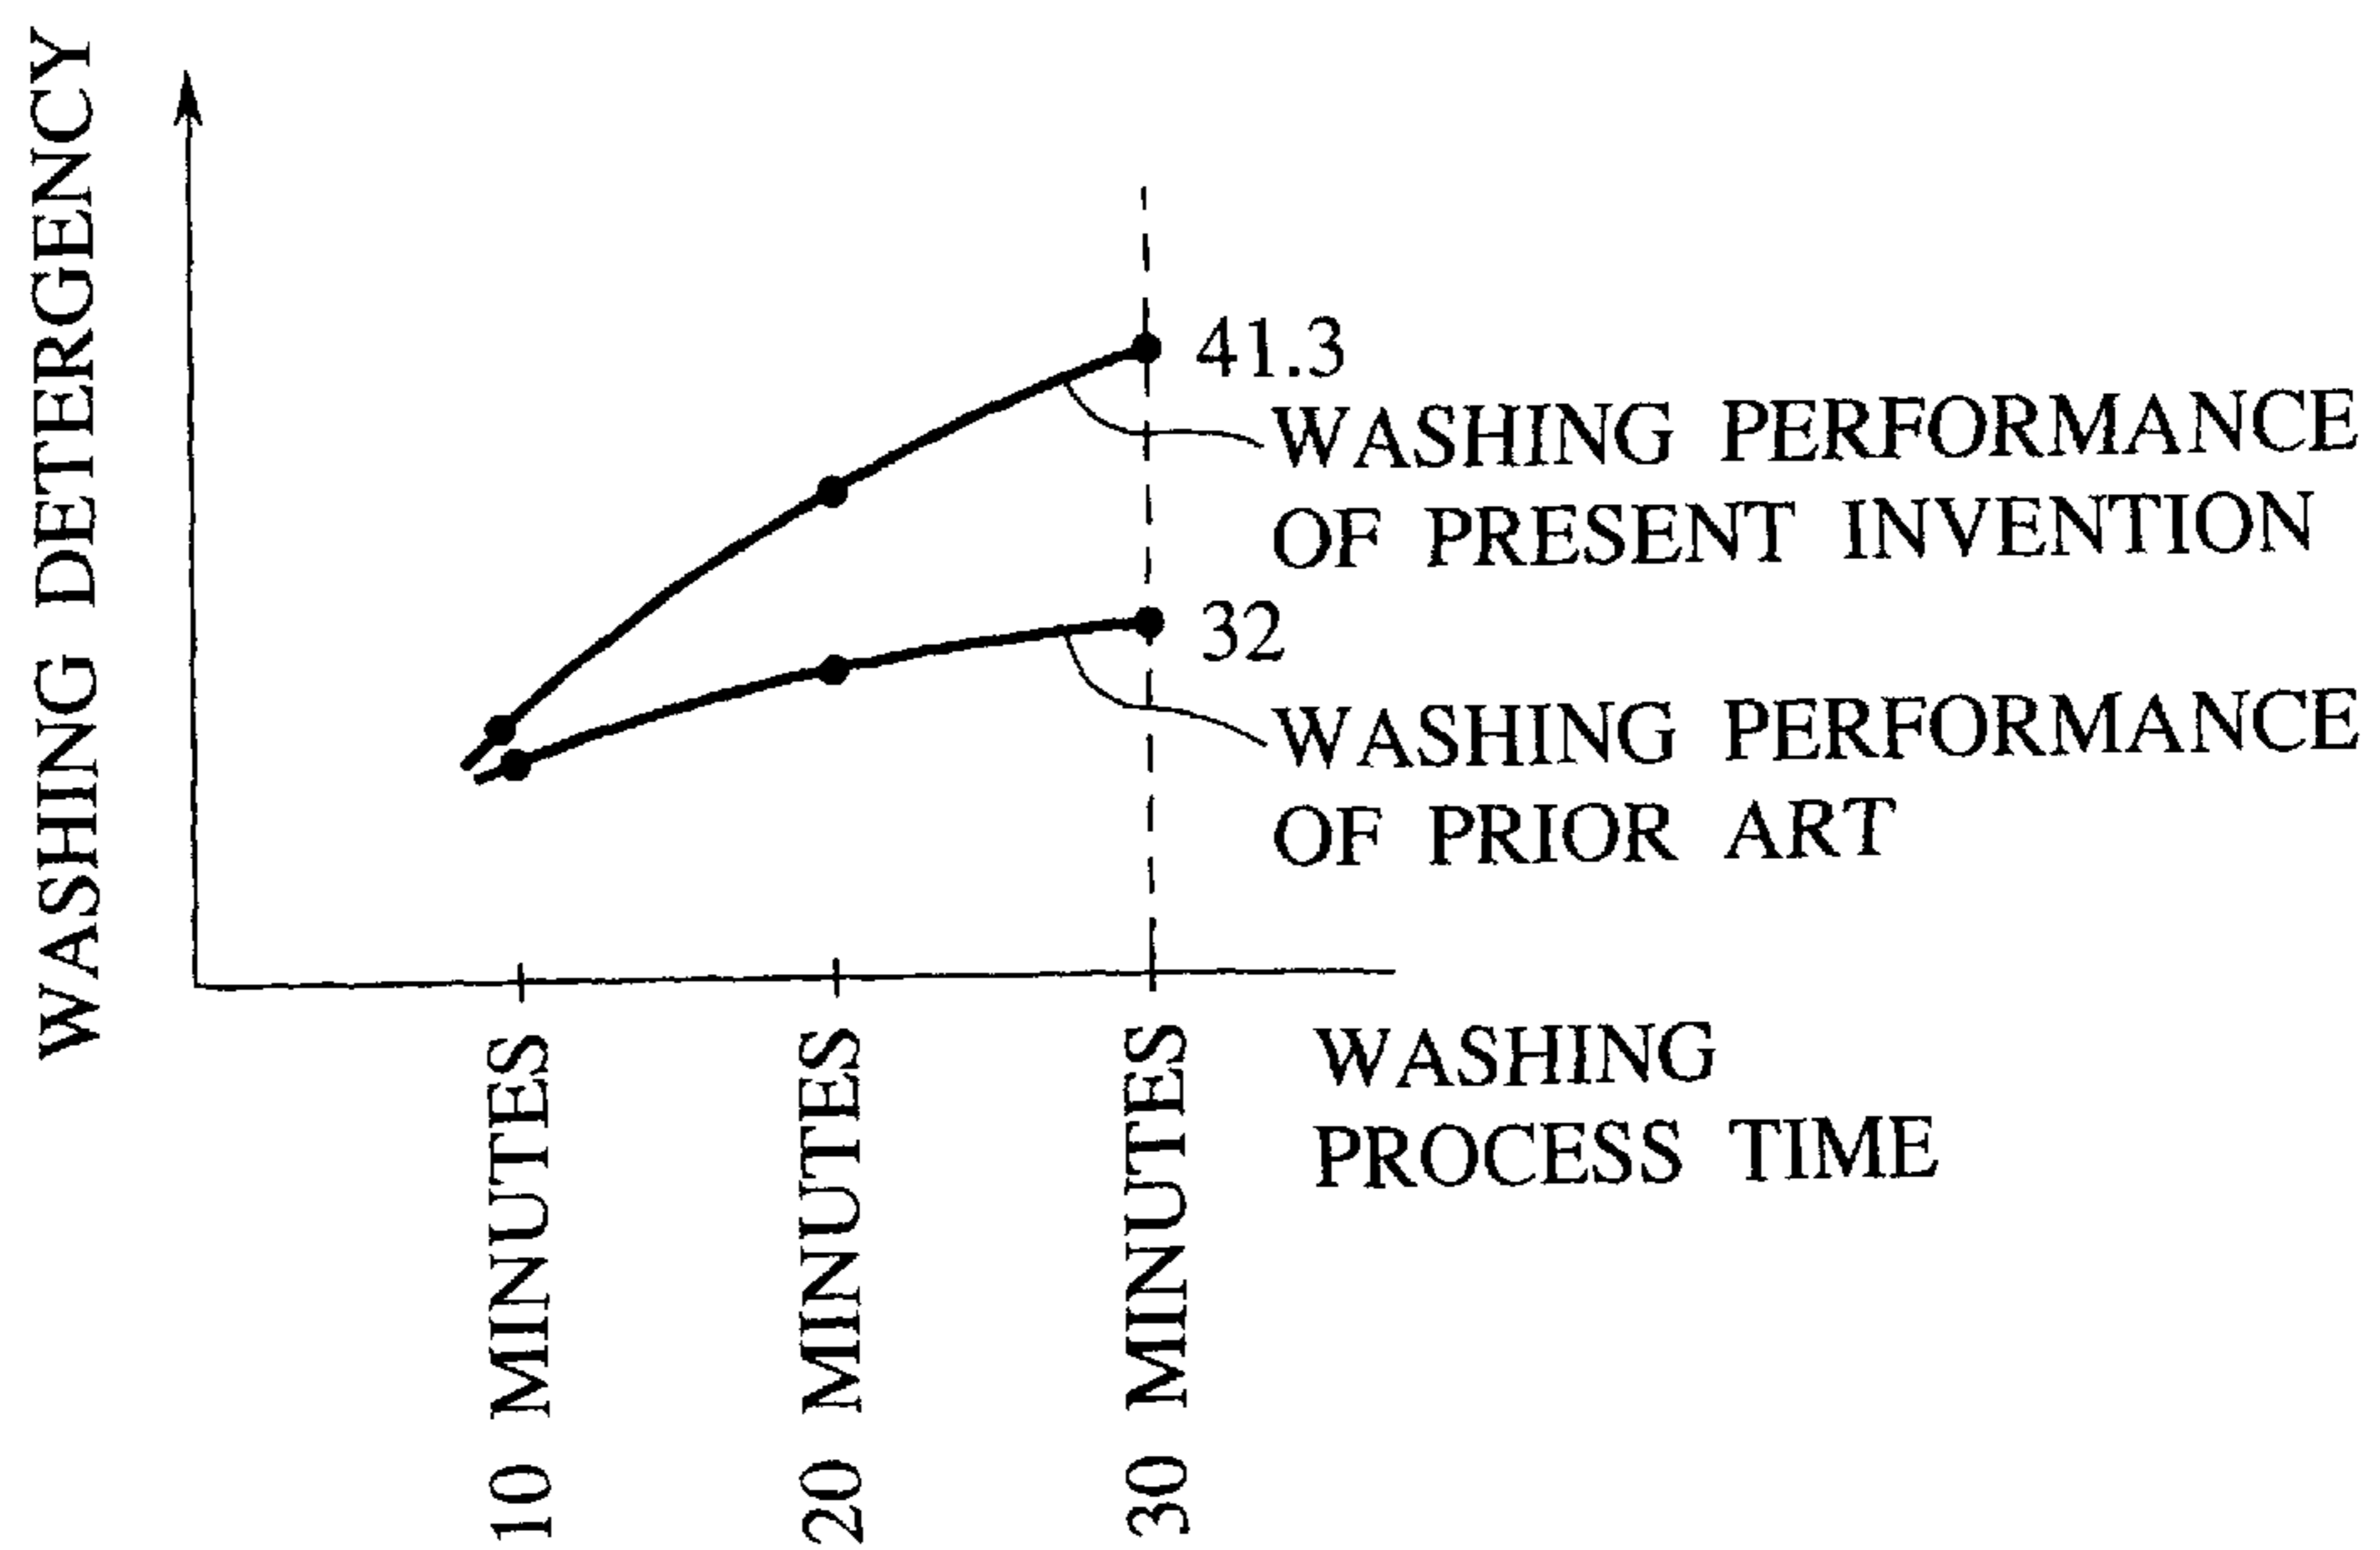 WASHING DETERGENCY
41.3
WASHING PERFORMANCE
OF PRESENT INVENTION
32
WASHING PERFORMANCE
OF PRIOR ART
10 MINUTES
20 MINUTES
30 MINUTES
WASHING
PROCESS TIME